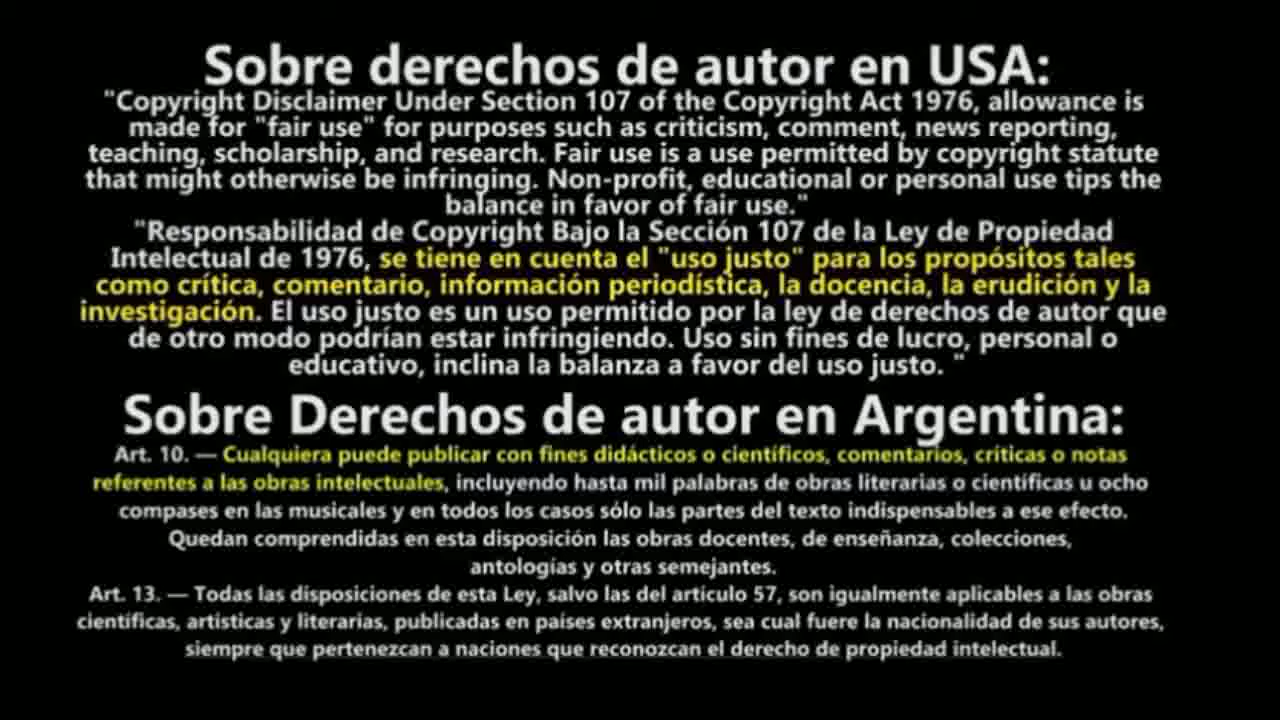 Sobre derechos de autor en USA:
"Copyright Disclaimer Under Section 107 of the Copyright Act 1976, allowance is
made for "fair use" for purposes such as criticism, comment, news reporting,
teaching, scholarship, and research. Fair use is a use permitted by copyright statute
that might otherwise be infringing. Non-profit, educational or personal use tips the
balance in favor of fair use."
"Responsabilidad de Copyright Bajo la Sección 107 de la Ley de Propiedad
Intelectual de 1976, se tiene en cuenta el "uso justo" para los propósitos tales
como crítica, comentario, información periodística, la docencia, la erudición y la
investigación. El uso justo es un uso permitido por la ley de derechos de autor que
de otro modo podrían estar infringiendo. Uso sin fines de lucro, personal o
educativo, inclina la balanza a favor del uso justo. "
Sobre Derechos de autor en Argentina:
Art. 10. — Cualquiera puede publicar con fines didácticos o científicos, comentarios, críticas o notas
referentes a las obras intelectuales, incluyendo hasta mil palabras de obras literarias o científicas u ocho
compases en las musicales y en todos los casos sólo las partes del texto indispensables a ese efecto.
Quedan comprendidas en esta disposición las obras docentes, de enseñanza, colecciones,
antologías y otras semejantes.
Art. 13. — Todas las disposiciones de esta Ley, salvo las del artículo 57, son igualmente aplicables a las obras
científicas, artísticas y literarias, publicadas en países extranjeros, sea cual fuere la nacionalidad de sus autores,
siempre que pertenezcan a naciones que reconozcan el derecho de propiedad intelectual.